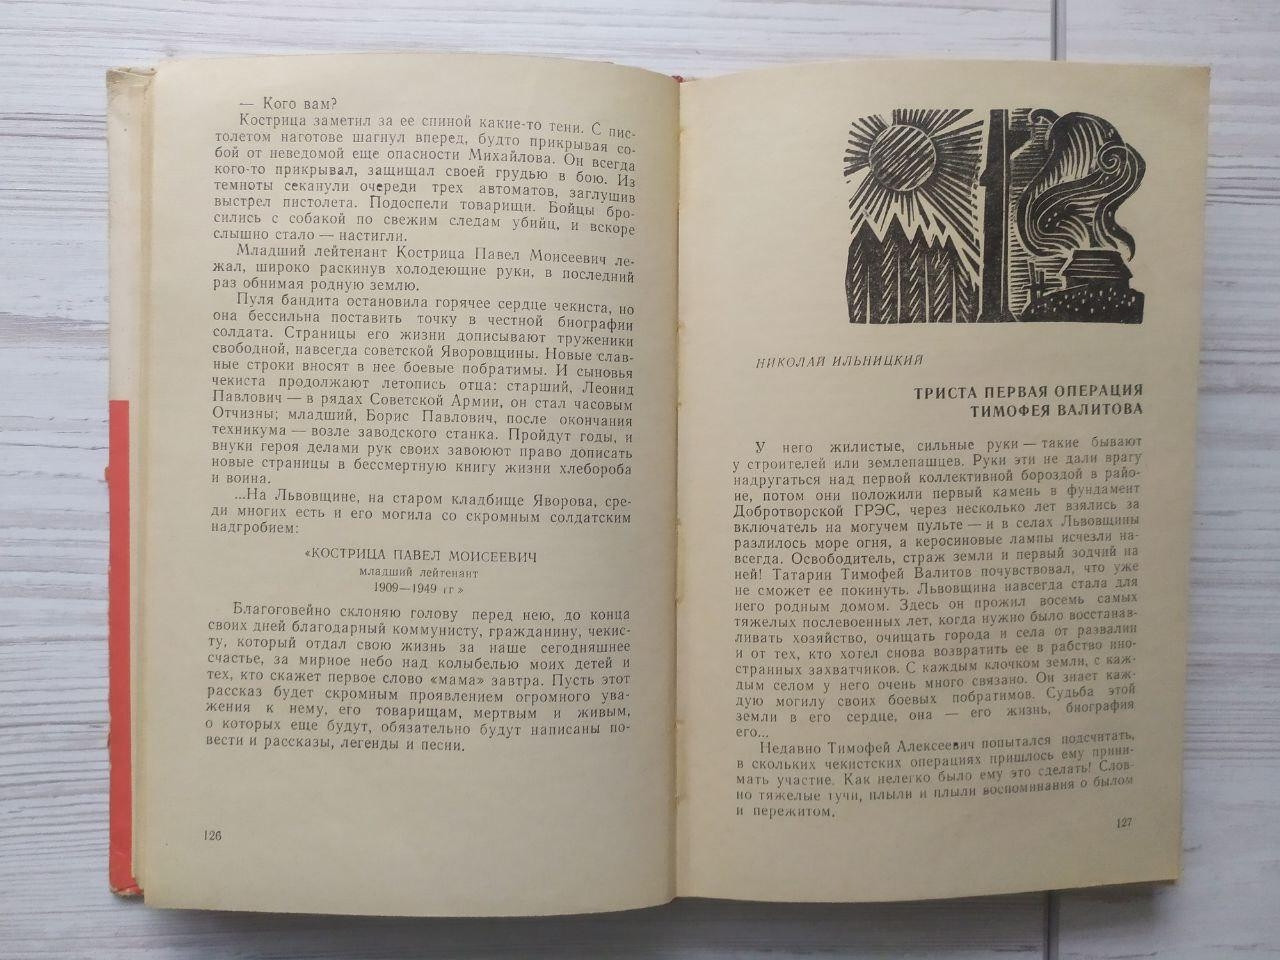 — Кого вам?
Кострица заметил за ее спиной какие-то тени. С пис-
толетом наготове шагнул вперед, будто прикрывая со-
бой от неведомой еще опасности Михайлова. Он всегда
кого-то прикрывал, защищал своей грудью в бою. Из
темноты секанули очереди трех автоматов, заглушив
выстрел пистолета. Подоспели товарищи. Бойцы бро-
сились с собакой по свежим следам убийц, и вскоре
слышно стало — настигли.
Младший лейтенант Кострица Павел Моисеевич ле-
жал, широко раскинув холодеющие руки, в последний
раз обнимая родную землю.
Пуля бандита остановила горячее сердце чекиста, но
она бессильна поставить точку в честной биографии
солдата. Страницы его жизни дописывают труженики
свободной, навсегда советской Яворовщины. Новые слав-
ные строки вносят в нее боевые побратимы. И сыновья
чекиста продолжают летопись отца: старший, Леонид
Павлович — в рядах Советской Армии, он стал часовым
Отчизны; младший, Борис Павлович, после окончания
техникума — возле заводского станка. Пройдут годы, и
внуки героя делами рук своих завоюют право дописать
новые страницы в бессмертную книгу жизни хлебороба
и воина.
...На Львовщине, на старом кладбище Яворова, сре-
ди многих есть и его могила со скромным солдатским
надгробием:
«КОСТРИЦА ПАВЕЛ МОИСЕЕВИЧ
младший лейтенант
1909—1949 гг»
Благоговейно склоняю голову перед нею, до конца
своих дней благодарный коммунисту, гражданину, чекис-
ту, который отдал свою жизнь за наше сегодняшнее
счастье, за мирное небо над колыбелью моих детей и
тех, кто скажет первое слово «мама» завтра. Пусть этот
рассказ будет скромным проявлением огромного ува-
жения к нему, его товарищам, мертвым и живым,
о которых еще будут, обязательно будут написаны по-
вести и рассказы, легенды и песни.
126
НИКОЛАЙ ИЛЬНИЦКИЙ
ТРИСТА ПЕРВАЯ ОПЕРАЦИЯ
ТИМОФЕЯ ВАЛИТОВА
У него жилистые, сильные руки — такие бывают
у строителей или землепашцев. Руки эти не дали врагу
надругаться над первой коллективной бороздой в райо-
не, потом они положили первый камень в фундамент
Добротворской ГРЭС, через несколько лет взялись за
включатель на могучем пульте — и в селах Львовщины
разлилось море огня, а керосиновые лампы исчезли на-
всегда. Освободитель, страж земли и первый зодчий на
ней! Татарин Тимофей Валитов почувствовал, что уже
не сможет ее покинуть. Львовщина навсегда стала для
него родным домом. Здесь он прожил восемь самых
тяжелых послевоенных лет, когда нужно было восстанав-
ливать хозяйство, очищать города и села от развалин
и от тех, кто хотел снова возвратить ее в рабство ино-
странных захватчиков. С каждым клочком земли, с каж-
дым селом у него очень много связано. Он знает каж-
дую могилу своих боевых побратимов. Судьба этой
земли в его сердце, она — его жизнь, биография
его...
Недавно Тимофей Алексеевич попытался подсчитать,
в скольких чекистских операциях пришлось ему прини-
мать участие. Как нелегко было ему это сделать! Слов-
но тяжелые тучи, плыли и плыли воспоминания о былом
и пережитом.
127